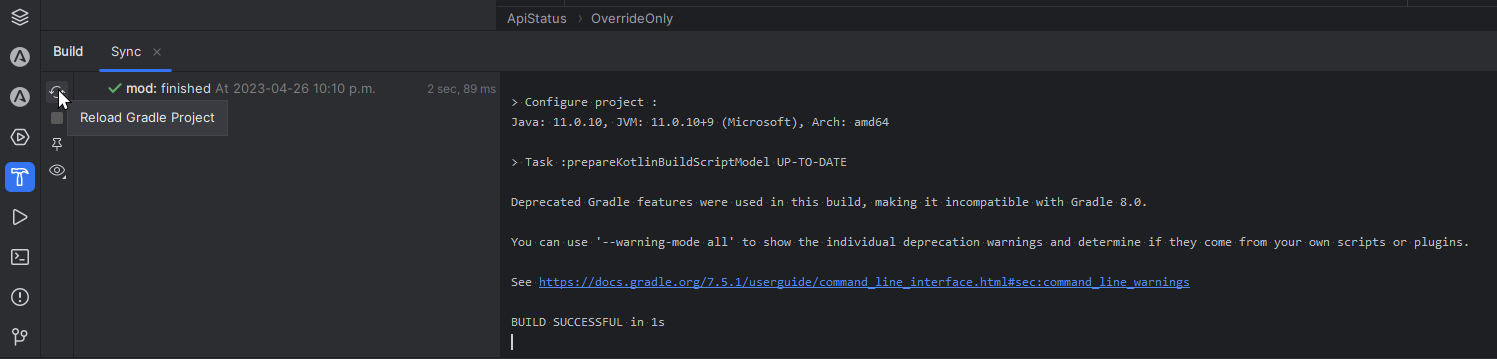 ApiStatus › OverrideOnly
Build Sync ×
mod: finished At 2023-04-26 10:10 p.m. 2 sec, 89 ms
Reload Gradle Project
> Configure project :
Java: 11.0.10, JVM: 11.0.10+9 (Microsoft), Arch: amd64
> Task :prepareKotlinBuildScriptModel UP-TO-DATE
Deprecated Gradle features were used in this build, making it incompatible with Gradle 8.0.
You can use '--warning-mode all' to show the individual deprecation warnings and determine if they come from your own scripts or plugins.
See https://docs.gradle.org/7.5.1/userguide/command_line_interface.html#sec:command_line_warnings
BUILD SUCCESSFUL in 1s